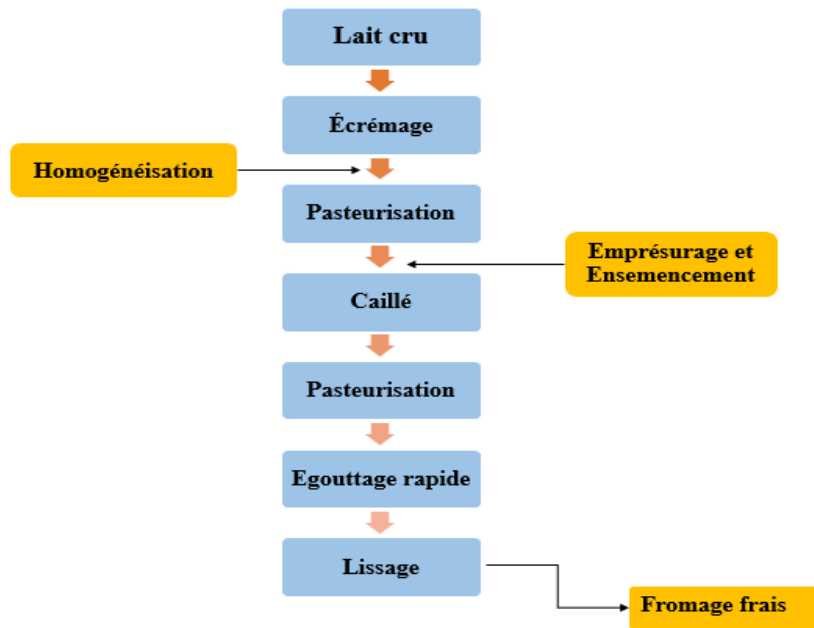 Lait cru
Écrémage
Homogénéisation
Pasteurisation
Emprésurage et
Ensemencement
Caillé
Pasteurisation
Egouttage rapide
Lissage
Fromage frais